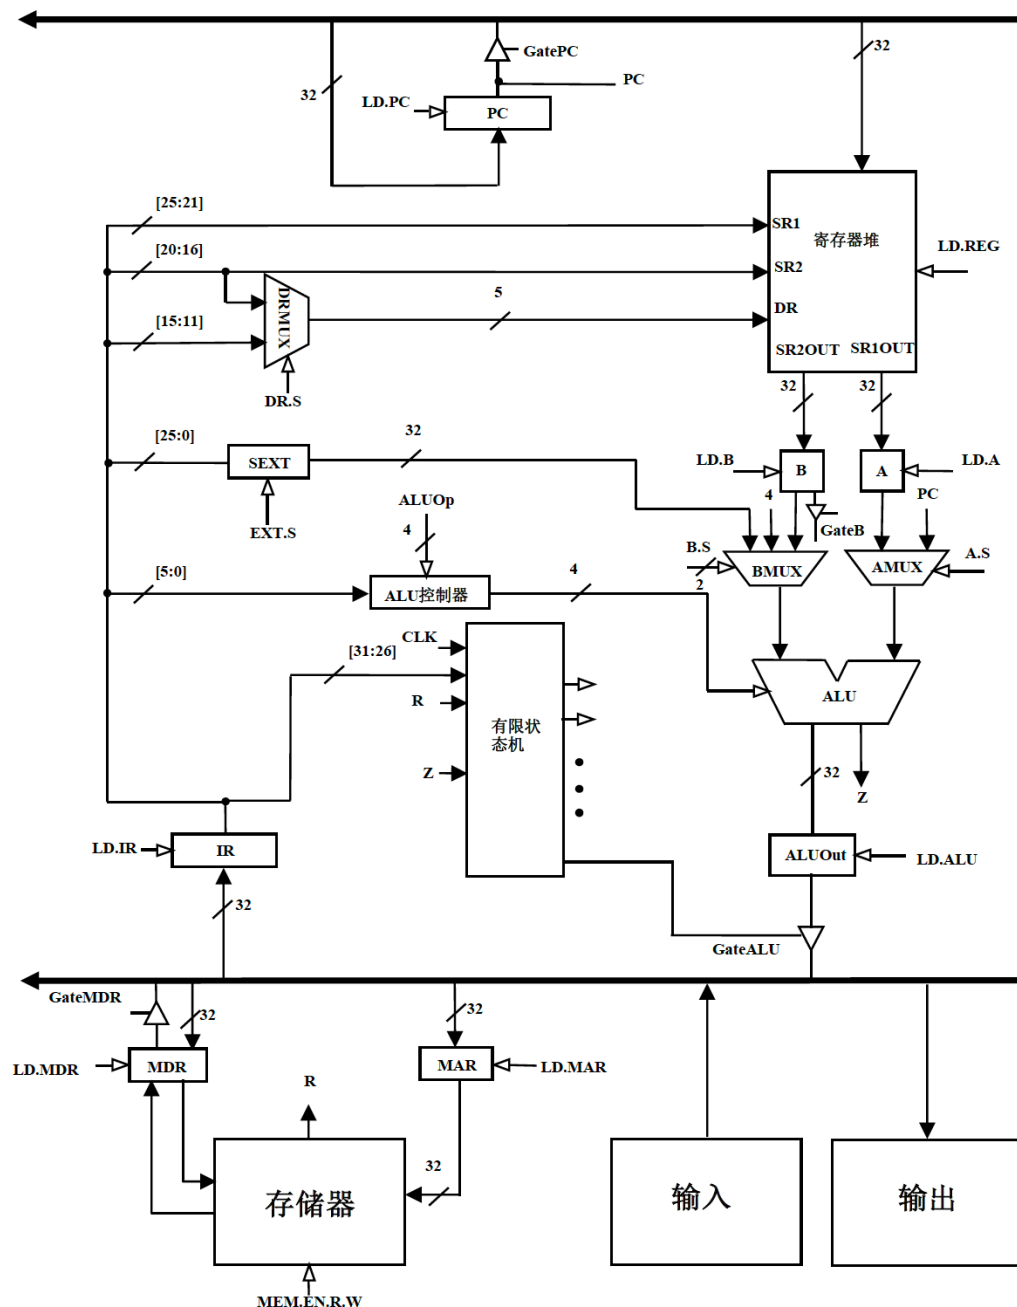 GatePC
32
32
PC
LD.PC
PC
[25:21]
SR1
寄存器堆
LD.REG
[20:16]
SR2
DRMUX
5
DR
[15:11]
SR2OUT
SR1OUT
DR.S
32
32
[25:0]
32
SEXT
LD.B
B
A
LD.A
ALUOp
4
PC
EXT.S
4
GateB
B.S
A.S
[5:0]
BMUX
AMUX
2
4
ALU控制器
CLK
[31:26]
R
ALU
有限状
态机
Z
32
Z
LD.IR
IR
ALUOut
LD.ALU
32
GateALU
GateMDR
32
32
LD.MDR
MDR
MAR
LD.MAR
R
32
存储器
输入
输出
MEM.EN.R.W